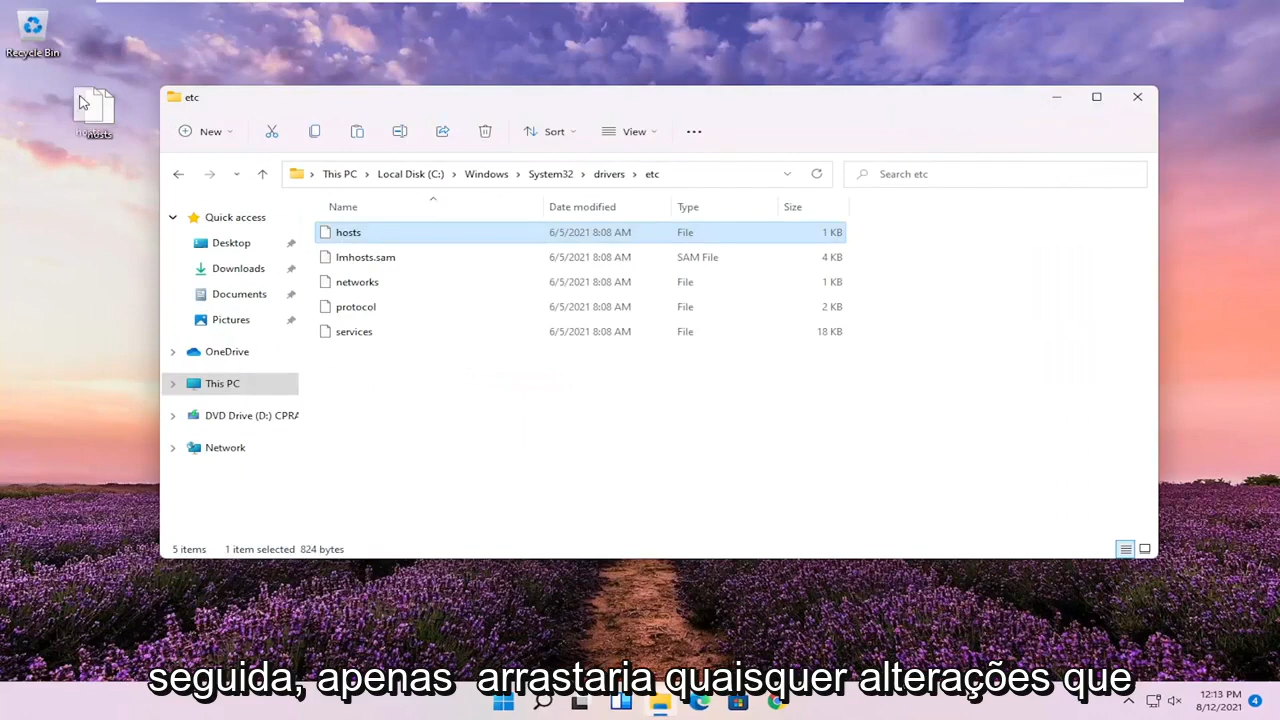 Recycle Bin
hosts
etc
New
Sort
View
This PC
Local Disk (C:)
Windows
System32
drivers
etc
Search etc
Name
Date modified
Type
Size
Quick access
Desktop
Downloads
Documents
Pictures
OneDrive
This PC
DVD Drive (D:) CPRA
Network
hosts 6/5/2021 8:08 AM File 1 KB
lmhosts.sam 6/5/2021 8:08 AM SAM File 4 KB
networks 6/5/2021 8:08 AM File 1 KB
protocol 6/5/2021 8:08 AM File 2 KB
services 6/5/2021 8:08 AM File 18 KB
5 items 1 item selected 824 bytes
seguida, apenas arrastaria quaisquer alterações que
12:13 PM
8/12/2021
4